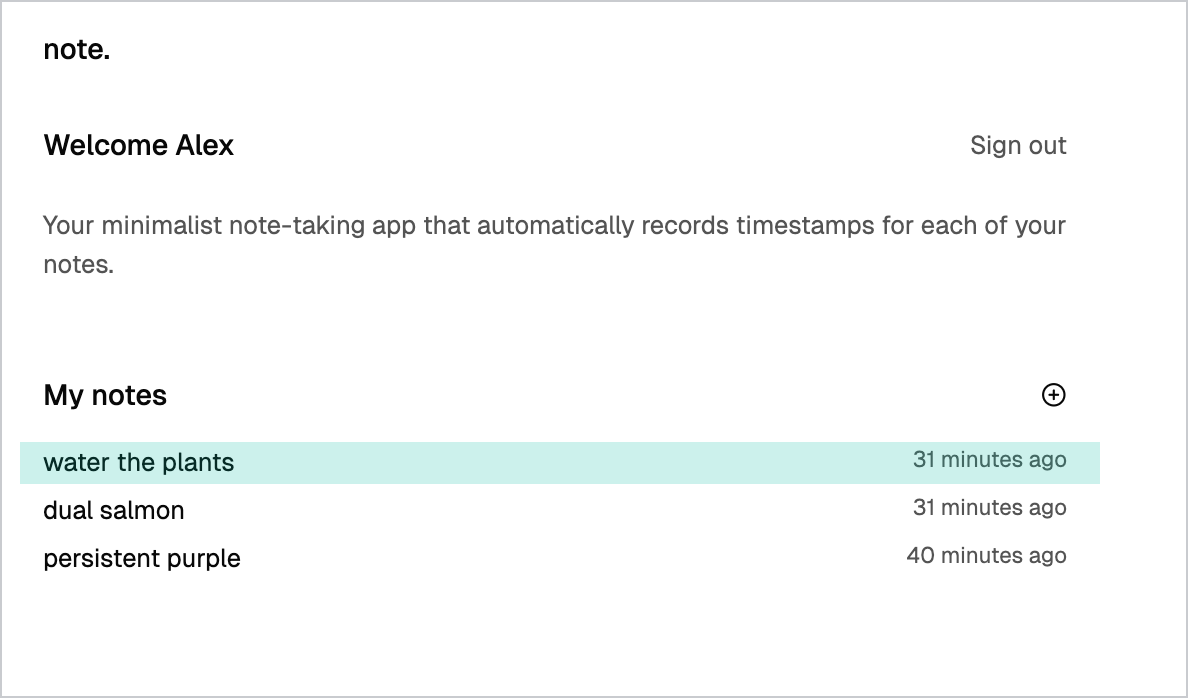 note.
Welcome Alex
Sign out
Your minimalist note-taking app that automatically records timestamps for each of your
notes.
My notes
water the plants 31 minutes ago
dual salmon 31 minutes ago
persistent purple 40 minutes ago